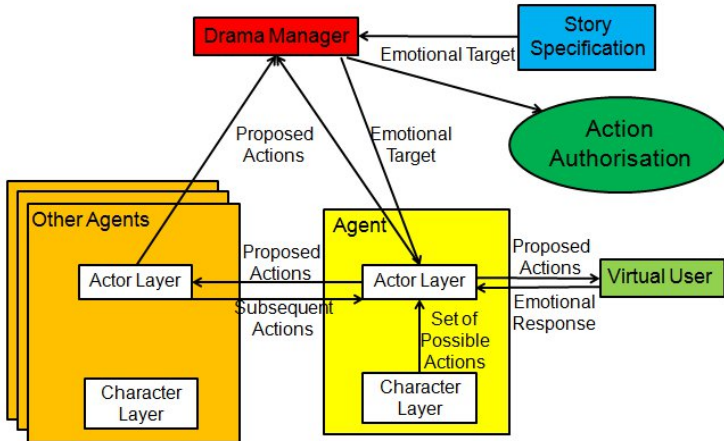 Drama Manager
Story
Specification
Emotional Target
Action
Authorisation
Proposed
Actions
Emotional
Target
Other Agents
Agent
Actor Layer
Proposed
Actions
Actor Layer
Proposed
Actions
Virtual User
Subsequent
Actions
Emotional
Response
Set of
Possible
Actions
Character
Layer
Character
Layer